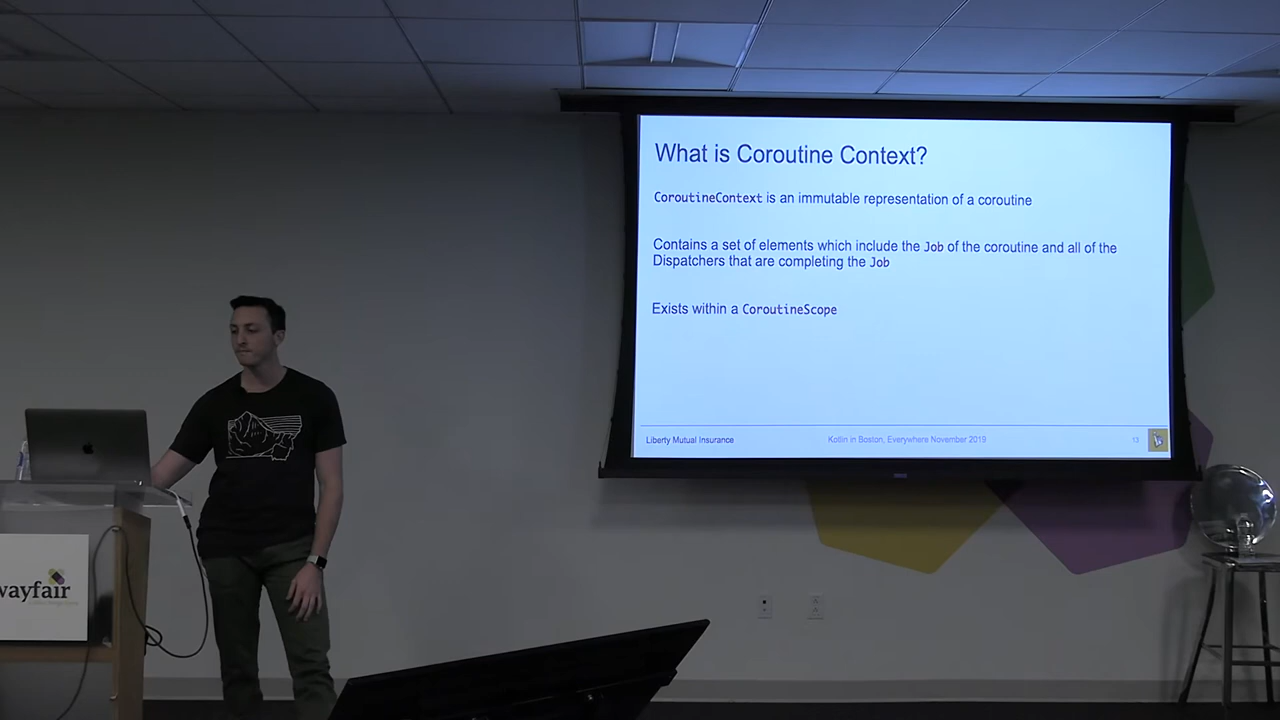 What is Coroutine Context?
CoroutineContext is an immutable representation of a coroutine
Contains a set of elements which include the Job of the coroutine and all of the
Dispatchers that are completing the Job
Exists within a CoroutineScope
Liberty Mutual Insurance
Kotlin in Boston, Everywhere November 2019
13
wayfair